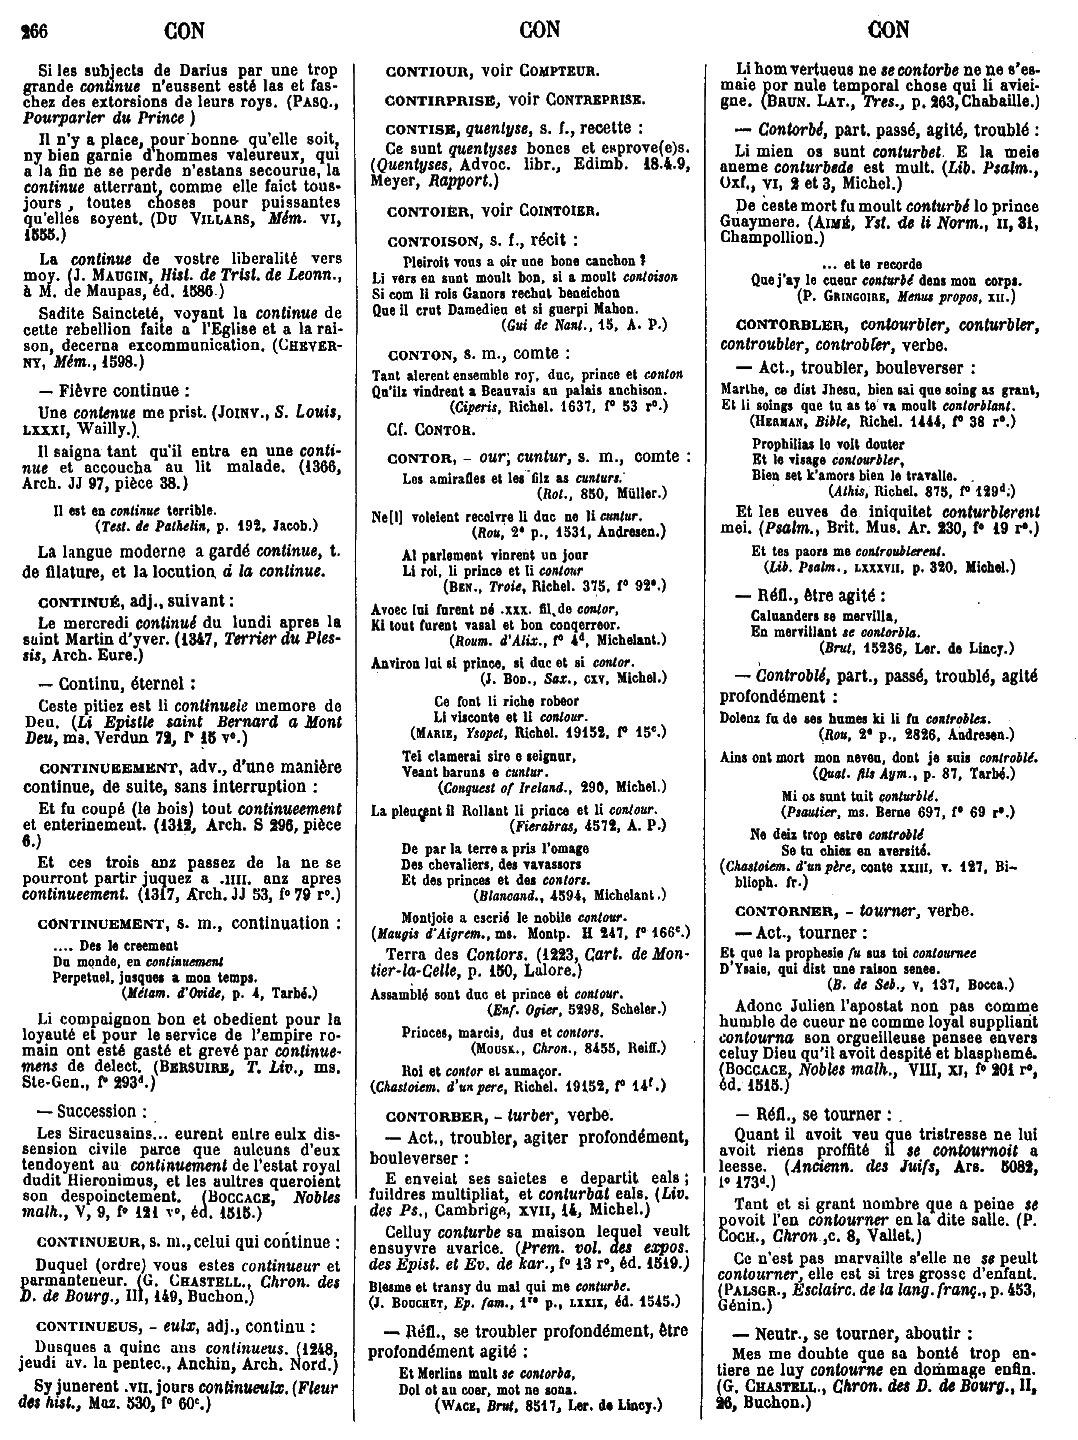 266 CON CON CON
Si les subjects de Darius par une trop
grande continue n'eussent esté las et fas-
chez des extorsions de leurs roys. (PASQ.,
Pourparler du Prince)
Il n'y a place, pour bonne qu'elle soit,
ny bien garnie d'hommes valeureux, qui
a la fin ne se perde n'estans secourue, la
continue atterrant, comme elle faict tous-
jours, toutes choses pour puissantes
qu'elles soyent. (DU VILLARS, Mém. VI,
1555.)
La continue de vostre liberalité vers
moy. (J. MAUGIN, Hist. de Trist. de Leonn.,
à M. de Maupas, éd. 1586.)
Sadite Saincteté, voyant la continue de
cette rebellion faite a l'Eglise et a la rai-
son, decerna excommunication. (CHEVER-
NY, Mém., 1598.)
— Fièvre continue :
Une contenue me prist. (JOINV., S. Louis,
LXXXI, Wailly.)
Il saigna tant qu'il entra en une conti-
nue et accoucha au lit malade. (1366,
Arch. JJ 97, pièce 38.)
Il est en continue terrible.
(Test. de Pathelin, p. 192, Jacob.)
La langue moderne a gardé continue, t.
de filature, et la locution à la continue.
CONTINUÉ, adj., suivant :
Le mercredi continué du lundi apres la
saint Martin d'yver. (1347, Terrier du Ples-
sis, Arch. Eure.)
— Continu, éternel :
Ceste pitiez est li continueie memore de
Deu. (Li Epistle saint Bernard a Mont
Deu, ms. Verdun 72, f° 15 v°.)
CONTINUEEMENT, adv., d'une manière
continue, de suite, sans interruption :
Et fu coupé (le bois) tout continueement
et enterinement. (1312, Arch. S 296, pièce
6.)
Et ces trois anz passez de la ne se
pourront partir juquez a .IIII. anz apres
continueement. (1317, Arch. JJ 53, f° 79 r°.)
CONTINUEMENT, s. m., continuation :
.... Des le creement
Du monde, en continuement
Perpetuel, jusques a mon temps.
(Métam. d'Ovide, p. 4, Tarbé.)
Li compaignon bon et obedient pour la
loyauté et pour le service de l'empire ro-
main ont esté gasté et grevé par continue-
mens de delect. (BERSUIRE, T. Liv., ms.
Ste-Gen., f° 293ᵈ.)
— Succession :
Les Siracusains... eurent entre eulx dis-
sension civile parce que aulcuns d'eux
tendoyent au continuement de l'estat royal
dudit Hieronimus, et les aultres queroient
son despoinctement. (BOCCACE, Nobles
malh., V, 9, f° 121 v°, éd. 1515.)
CONTINUEUR, s. m., celui qui continue :
Duquel (ordre) vous estes continueur et
parmanteneur. (G. CHASTELL., Chron. des
D. de Bourg., III, 149, Buchon.)
CONTINUEUS, - eulx, adj., continu :
Dusques a quinc ans continueus. (1248,
jeudi av. la pentec., Anchin, Arch. Nord.)
Sy junerent .VII. jours continueulx. (Fleur
des hist., Maz. 530, f° 60ᶜ.)
CONTIOUR, voir COMPTEUR.
CONTIRPRISE, voir CONTREPRISE.
CONTISE, quentyse, s. f., recette :
Ce sunt quentyses bones et esprove(e)s.
(Quentyses, Advoc. libr., Edimb. 18.4.9,
Meyer, Rapport.)
CONTOIER, voir COINTOIER.
CONTOISON, s. f., récit :
Pleiroit vous a oir une bone canchon ?
Li vers en sunt moult bon, si a moult contoison
Si com li rois Ganors rechut beneichon
Que il crut Damedieu et si guerpi Mahon.
(Gui de Nant., 15, A. P.)
CONTON, s. m., comte :
Tant alerent ensemble roy, duc, prince et conton
Qu'ilz vindrent a Beauvais au palais anchison.
(Ciperis, Richel. 1637, f° 53 r°.)
Cf. CONTOR.
CONTOR, - our, cuntur, s. m., comte :
Les amirafles et les filz as cunturs.
(Rol., 850, Müller.)
Ne[l] voleient recoivre li duc ne li cuntur.
(Rou, 2ᵉ p., 1531, Andresen.)
Al parlement vinrent un jour
Li roi, li prince et li contour
(BEN., Troie, Richel. 375, f° 92ᵉ.)
Avoec lui furent né .XXX. fil de contor,
Ki tout furent vasal et bon conqerreor.
(Roum. d'Alix., f° 4ᵈ, Michelant.)
Anviron lui si prince, si duc et si contor.
(J. BOD., Sax., CXV, Michel.)
Ce font li riche robeor
Li visconte et li contour.
(MARIE, Ysopet, Richel. 19152, f° 15ᶜ.)
Tei clamerai sire e seignur,
Veant baruns e cuntur.
(Conquest of Ireland., 290, Michel.)
La pleurent il Rollant li prince et li contour.
(Fierabras, 4572, A. P.)
De par la terre a pris l'omage
Des chevaliers, des vavassors
Et des princes et des contors.
(Blancand., 4594, Michelant.)
Montjoie a escrié le nobile contour.
(Maugis d'Aigrem., ms. Montp. H 247, f° 166ᶜ.)
Terra des Contors. (1223, Cart. de Mon-
tier-la-Celle, p. 150, Lalore.)
Assamblé sont duc et prince et contour.
(Enf. Ogier, 5298, Scheler.)
Princes, marcis, dus et contors.
(MOUSK., Chron., 8455, Reiff.)
Roi et contor et aumaçor.
(Chastoiem. d'un pere, Richel. 19152, f° 14ᶠ.)
CONTORBER, - turber, verbe.
— Act., troubler, agiter profondément,
bouleverser :
E enveiat ses saietes e departit eals ;
fuildres multipliat, et conturbat eals. (Liv.
des Ps., Cambrige, XVII, 14, Michel.)
Celluy conturbe sa maison lequel veult
ensuyvre avarice. (Prem. vol. des expos.
des Epist. et Ev. de kar., f° 13 r°, éd. 1519.)
Blesme et transy du mal qui me conturbe.
(J. BOUCHET, Ep. fam., 1ʳᵉ p., LXXIX, éd. 1545.)
— Réfl., se troubler profondément, être
profondément agité :
Et Merlins mult se contorba,
Dol ot au coer, mot ne sona.
(WACE, Brut, 8517, Ler. de Lincy.)
Li hom vertueus ne se contorbe ne ne s'es-
maie por nule temporal chose qui li aviei-
gne. (BRUN. LAT., Tres., p. 263, Chabaille.)
— Contorbé, part. passé, agité, troublé :
Li mien os sunt conturbet. E la meie
aneme conturbede est mult. (Lib. Psalm.,
Oxf., VI, 2 et 3, Michel.)
De ceste mort fu moult conturbé lo prince
Guaymere. (AIMÉ, Yst. de li Norm., II, 31,
Champollion.)
... et te recorde
Que j'ay le cueur conturbé dens mon corps.
(P. GRINGOIRE, Menus propos, XII.)
CONTORBLER, contourbler, conturbler,
controubler, controbler, verbe.
— Act., troubler, bouleverser :
Marthe, ce dist Jhesu, bien sai que soing as grant,
Et li soings que tu as te va moult contorblant.
(HERMAN, Bible, Richel. 1444, f° 38 r°.)
Prophilias le voit douter
Et le visage contourbler,
Bien set k'amors bien le travaille.
(Athis, Richel. 875, f° 129ᵈ.)
Et les euves de iniquitet conturblerent
mei. (Psalm., Brit. Mus. Ar. 230, f° 19 r°.)
Et tes paors me controublerent.
(Lib. Psalm., LXXXVII, p. 320, Michel.)
— Réfl., être agité :
Caluanders se mervilla,
En mervillant se contorbla.
(Brut, 15236, Ler. de Lincy.)
— Controblé, part., passé, troublé, agité
profondément :
Dolenz fu de ses humes ki li fu controblez.
(Rou, 2ᵉ p., 2826, Andresen.)
Ains ont mort mon neveu, dont je suis controblé.
(Quat. fils Aym., p. 87, Tarbé.)
Mi os sunt tuit conturblé.
(Psautier, ms. Berne 697, f° 69 r°.)
Ne deiz trop estre controblé
Se tu chiez en aversité.
(Chastoiem. d'un père, conte XXIII, v. 127, Bi-
blioph. fr.)
CONTORNER, - tourner, verbe.
— Act., tourner :
Et que la prophesie fu sus toi contournee
D'Ysaie, qui dist une raison senee.
(B. de Seb., V, 137, Bocca.)
Adonc Julien l'apostat non pas comme
humble de cueur ne comme loyal suppliant
contourna son orgueilleuse pensee envers
celuy Dieu qu'il avoit despité et blasphemé.
(BOCCACE, Nobles malh., VIII, XI, f° 201 r°,
éd. 1515.)
— Réfl., se tourner :
Quant il avoit veu que tristresse ne lui
avoit riens proffité il se contournoit a
leesse. (Ancienn. des Juifs, Ars. 5082,
f° 173ᵈ.)
Tant et si grant nombre que a peine se
povoit l'en contourner en la dite salle. (P.
COCH., Chron., c. 8, Vallet.)
Ce n'est pas marvaille s'elle ne se peult
contourner, elle est si tres grosse d'enfant.
(PALSGR., Esclairc. de la lang. franç., p. 453,
Génin.)
— Neutr., se tourner, aboutir :
Mes me double que sa bonté trop en-
tiere ne luy contourne en dommage enfin.
(G. CHASTELL., Chron. des D. de Bourg., II,
26, Buchon.)